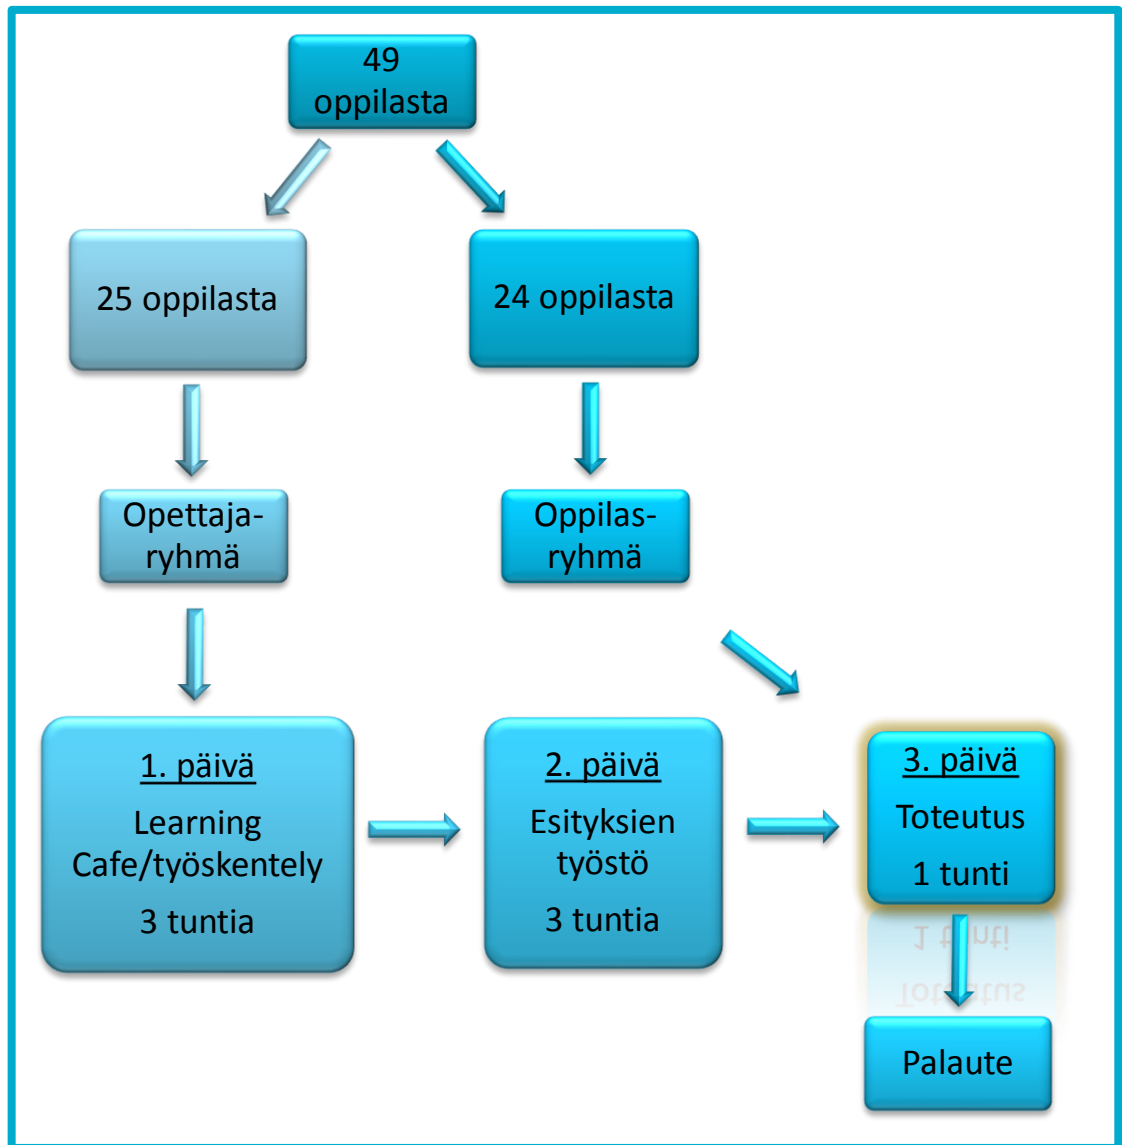 49
oppilasta
25 oppilasta
24 oppilasta
Opettaja-
ryhmä
Oppilas-
ryhmä
1. päivä
Learning
Cafe/työskentely
3 tuntia
2. päivä
Esityksien
työstö
3 tuntia
3. päivä
Toteutus
1 tunti
Palaute